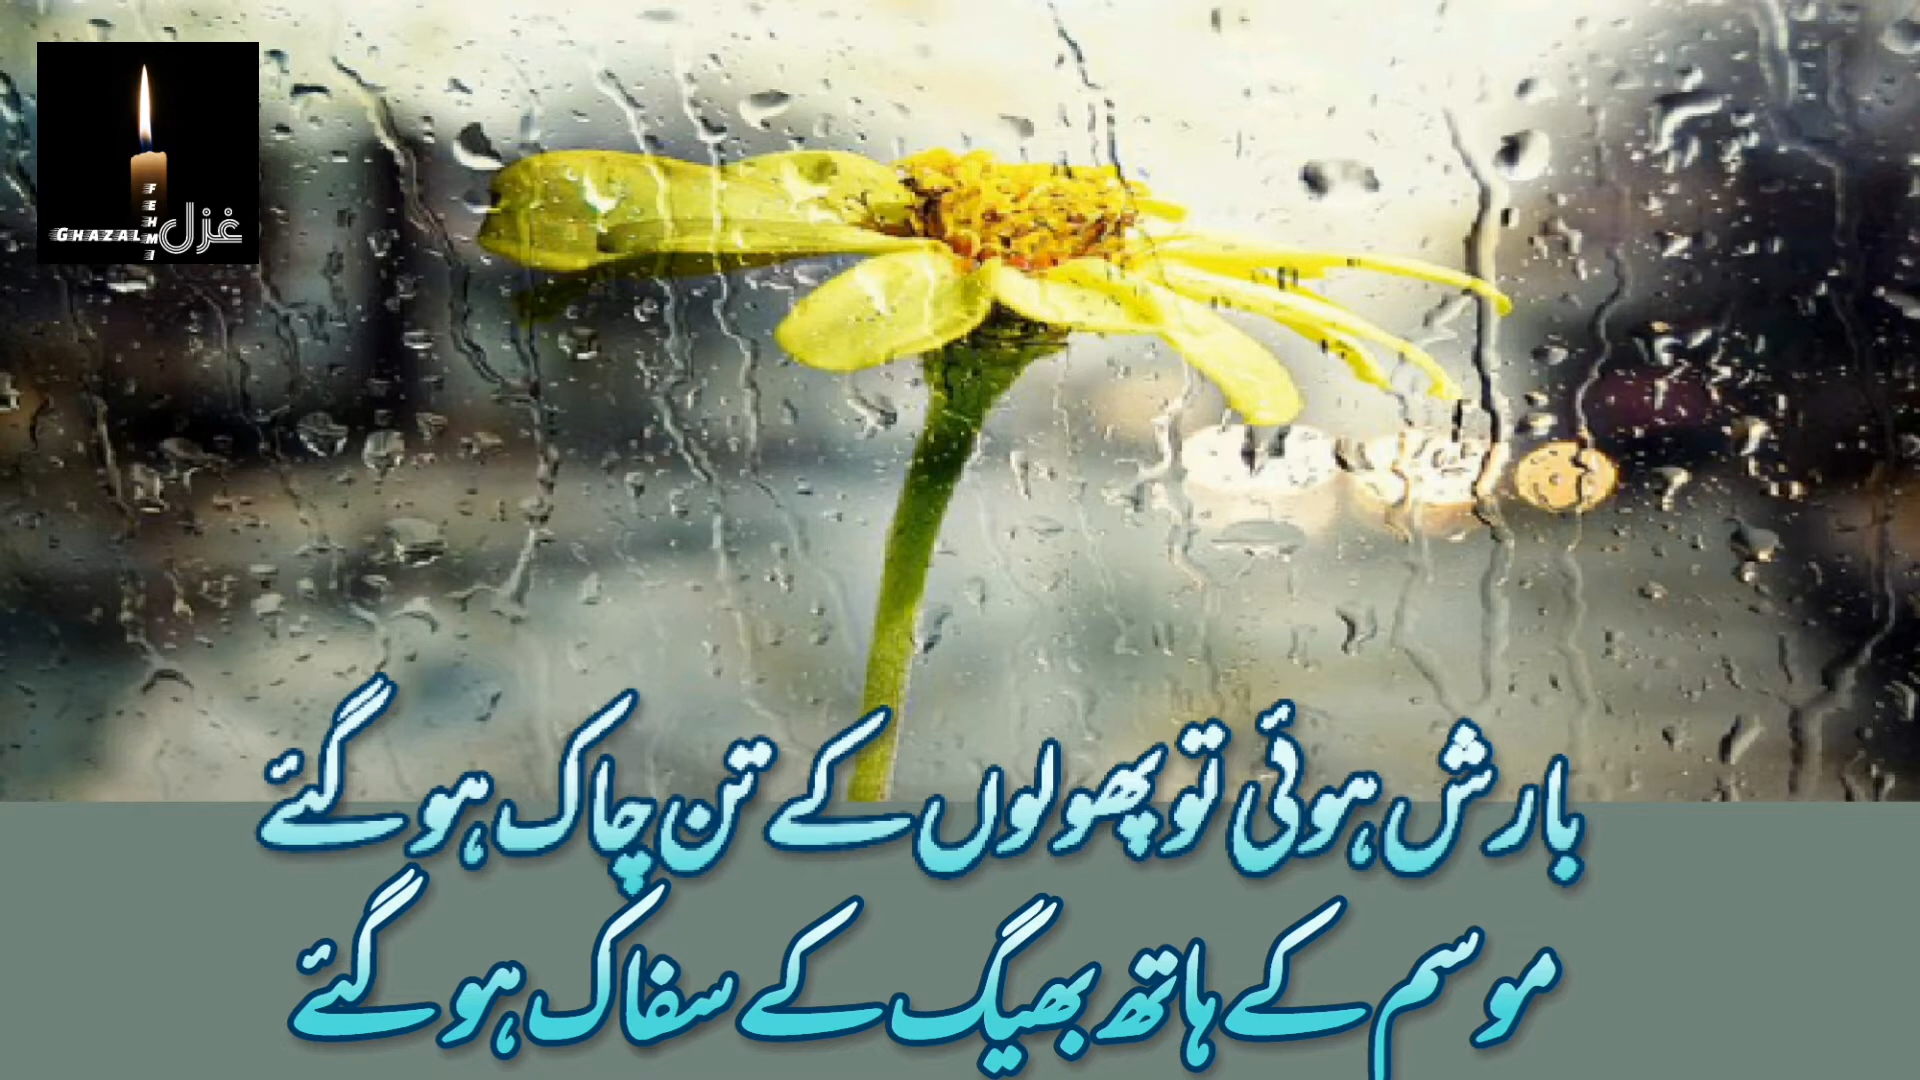 FEHMI
GHAZAL غزل
بارش ہوئی تو پھولوں کے تن چاک ہو گئے
موسم کے ہاتھ بھیگ کے سفاک ہو گئے